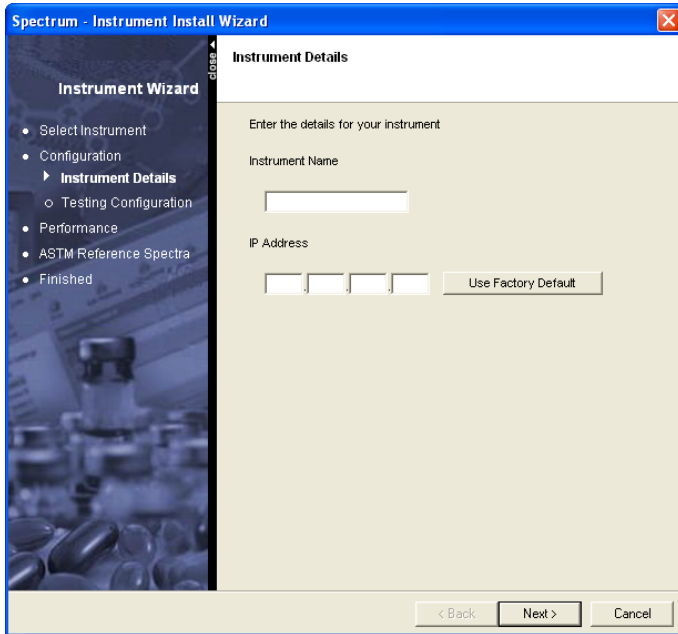 Spectrum - Instrument Install Wizard
close
Instrument Wizard
Select Instrument
Configuration
Instrument Details
Testing Configuration
Performance
ASTM Reference Spectra
Finished
Instrument Details
Enter the details for your instrument
Instrument Name
IP Address
. . . Use Factory Default
< Back Next > Cancel